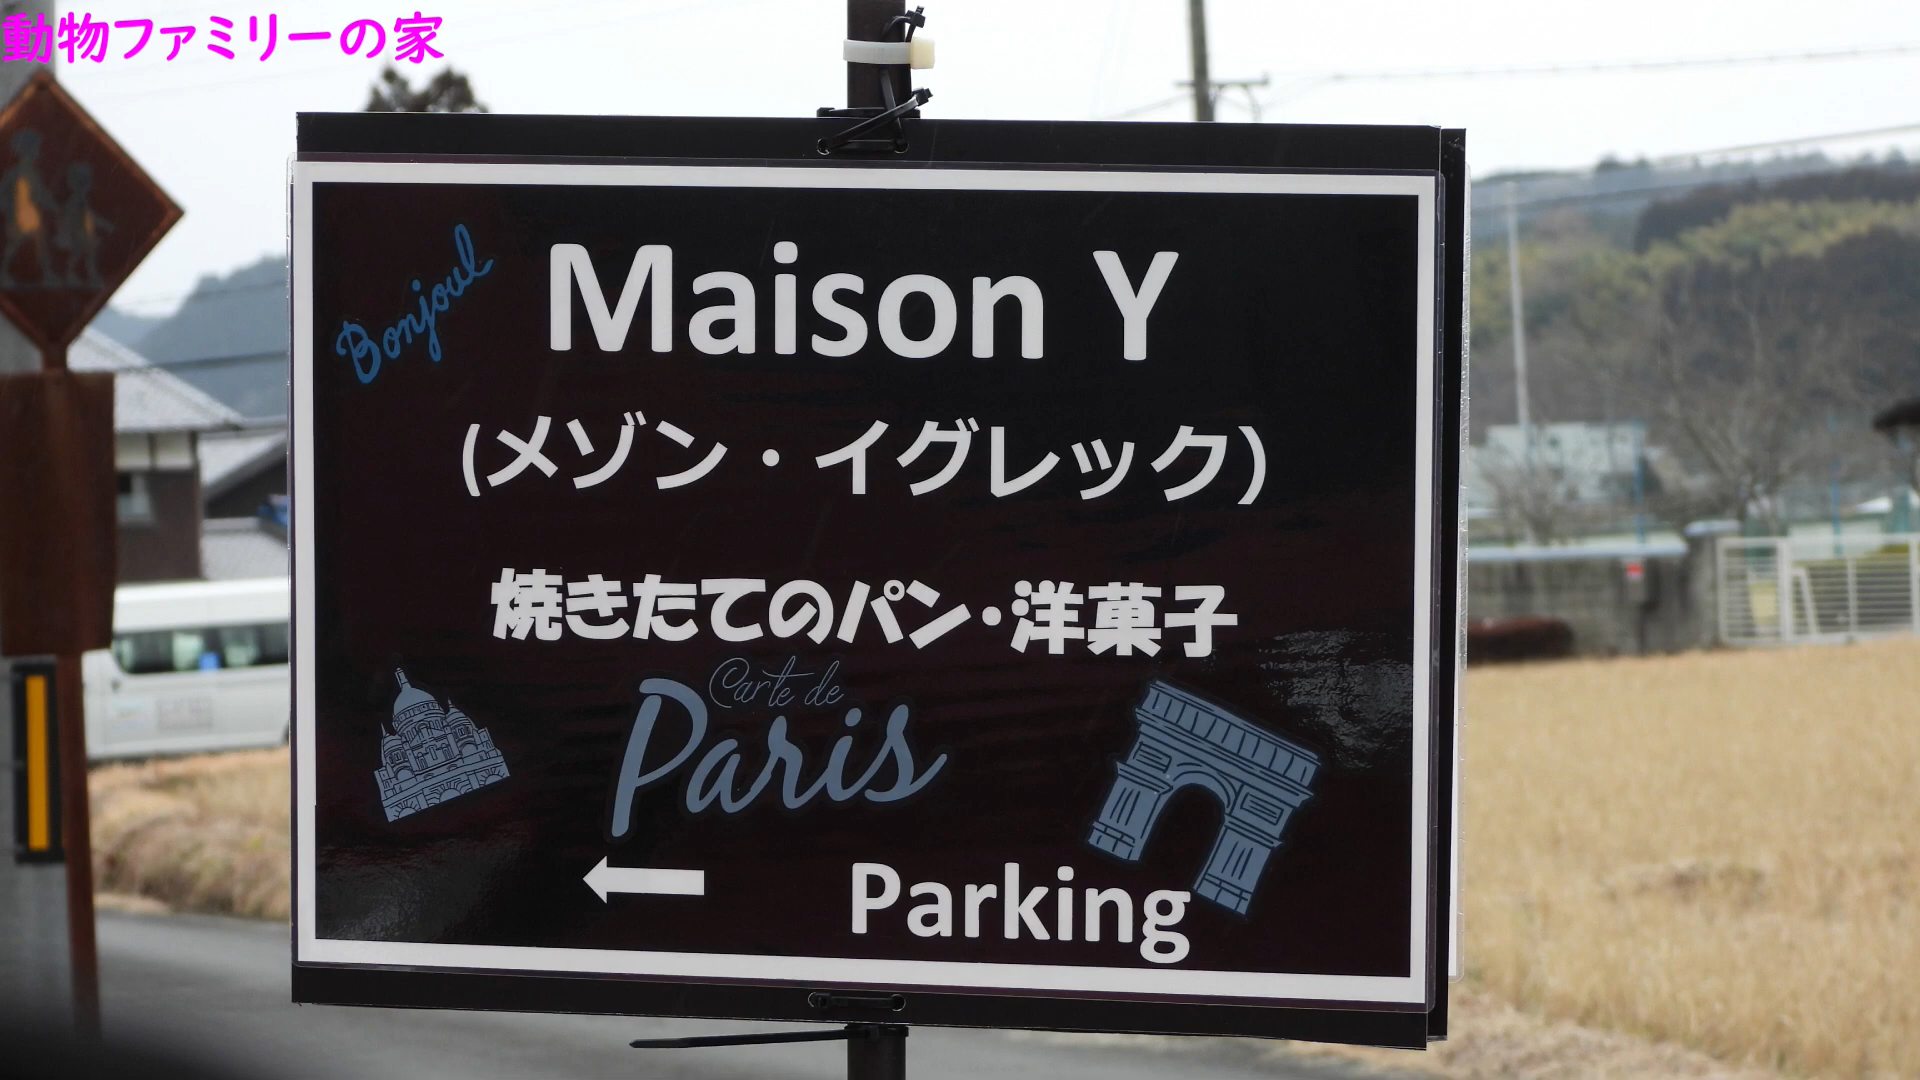 動物ファミリーの家
Bonjoul
Maison Y
(メゾン・イグレック)
焼きたてのパン・洋菓子
Carte de
Paris
← Parking